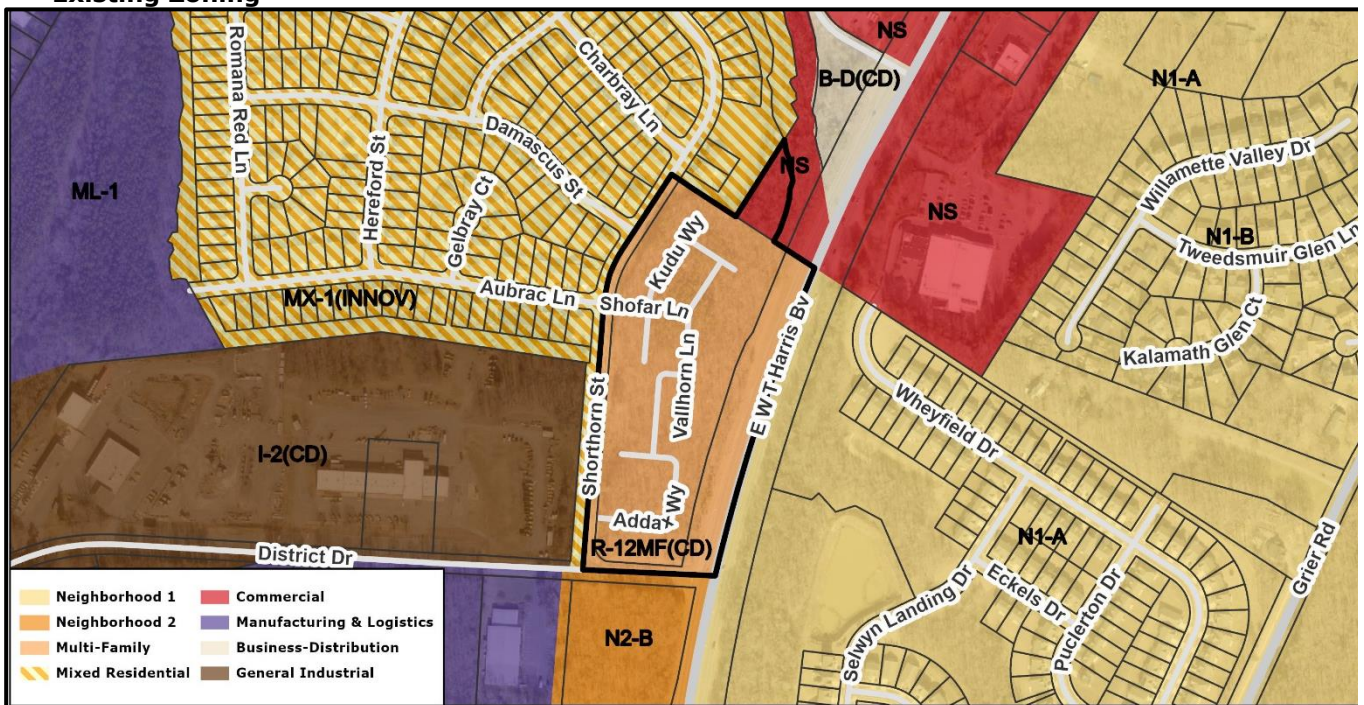 Existing Zoning
Romana Red Ln
Hereford St
Charbray Ln
Damascus St
Gelbray Ct
ML-1
MX-1(INNOV)
Aubrac Ln
Shofar Ln
Kudu Wy
Vallhorn Ln
Shorthorn St
Addax Wy
R-12MF(CD)
I-2(CD)
District Dr
N2-B
NS
B-D(CD)
NS
NS
E W T Harris Bv
N1-A
Willamette Valley Dr
N1-B
Tweedsmuir Glen Ln
Kalamath Glen Ct
Wheyfield Dr
N1-A
Eckels Dr
Selwyn Landing Dr
Puclerton Dr
Grier Rd
Neighborhood 1
Neighborhood 2
Multi-Family
Mixed Residential
Commercial
Manufacturing & Logistics
Business-Distribution
General Industrial